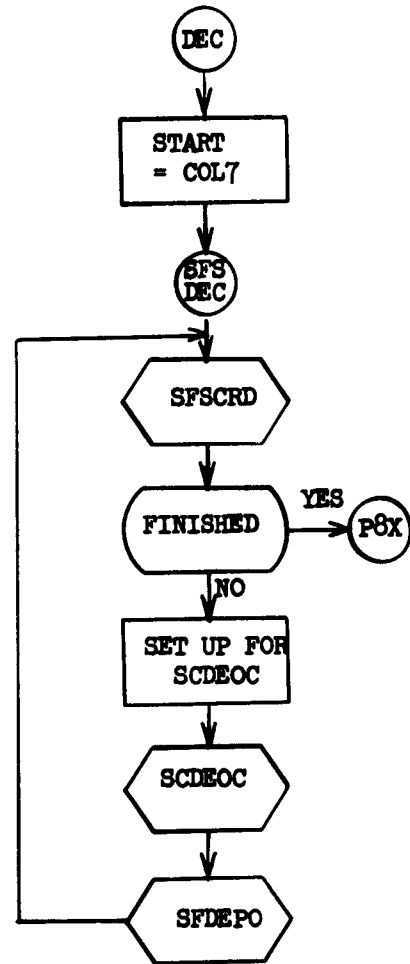 DEC
START
= COL7
SFS
DEC
SFSCRD
FINISHED
YES
P8X
NO
SET UP FOR
SCDEOC
SCDEOC
SFDEPO